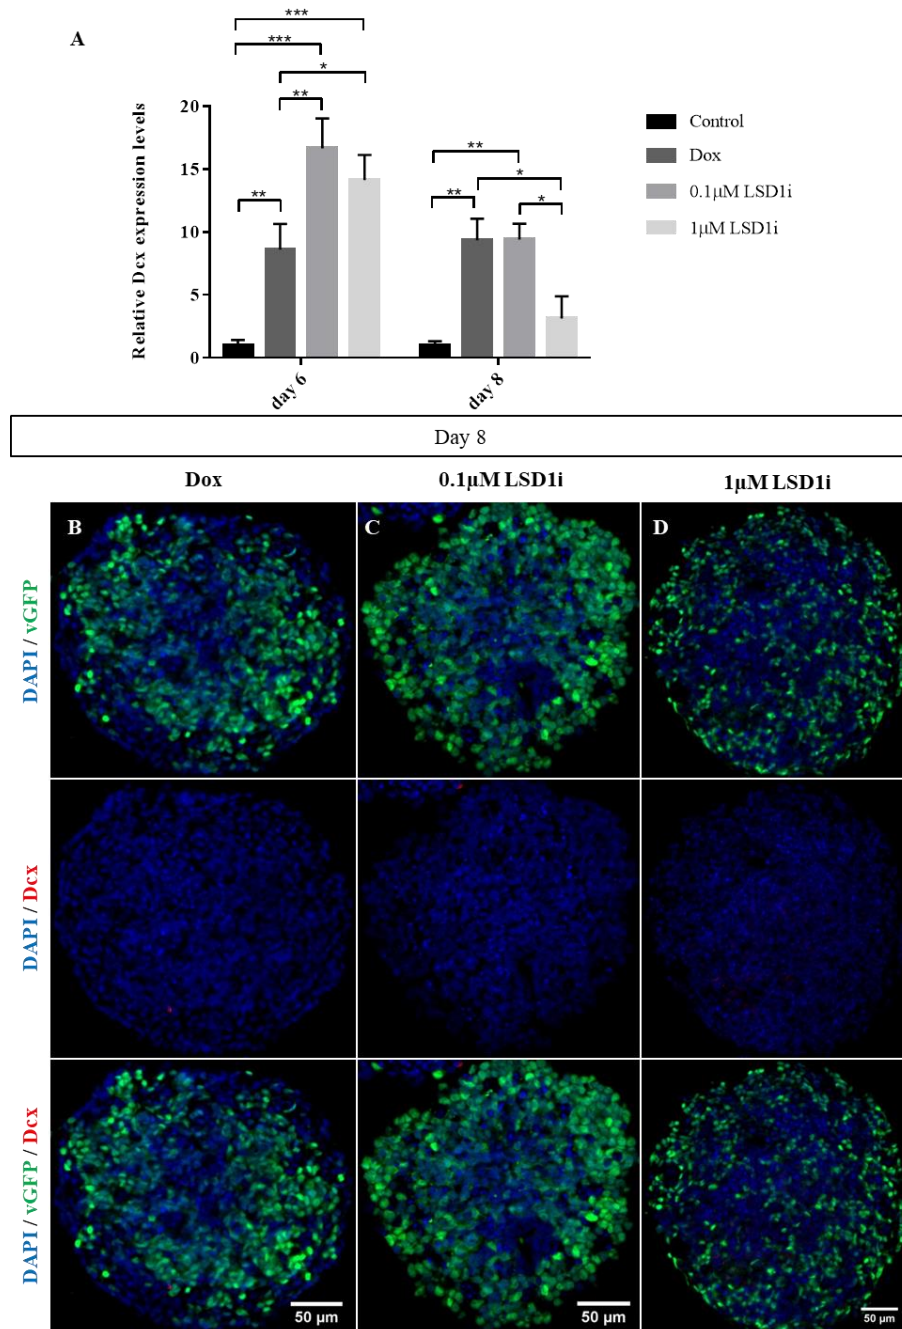 A
***
***
*
**
**
**
*
**
*
Relative Dcx expression levels
20
15
10
5
0
day 6
day 8
Control
Dox
0.1μM LSD1i
1μM LSD1i
Day 8
Dox
0.1μM LSD1i
1μM LSD1i
B
C
D
DAPI / vGFP
DAPI / Dcx
DAPI / vGFP / Dcx
50 μm
50 μm
50 μm